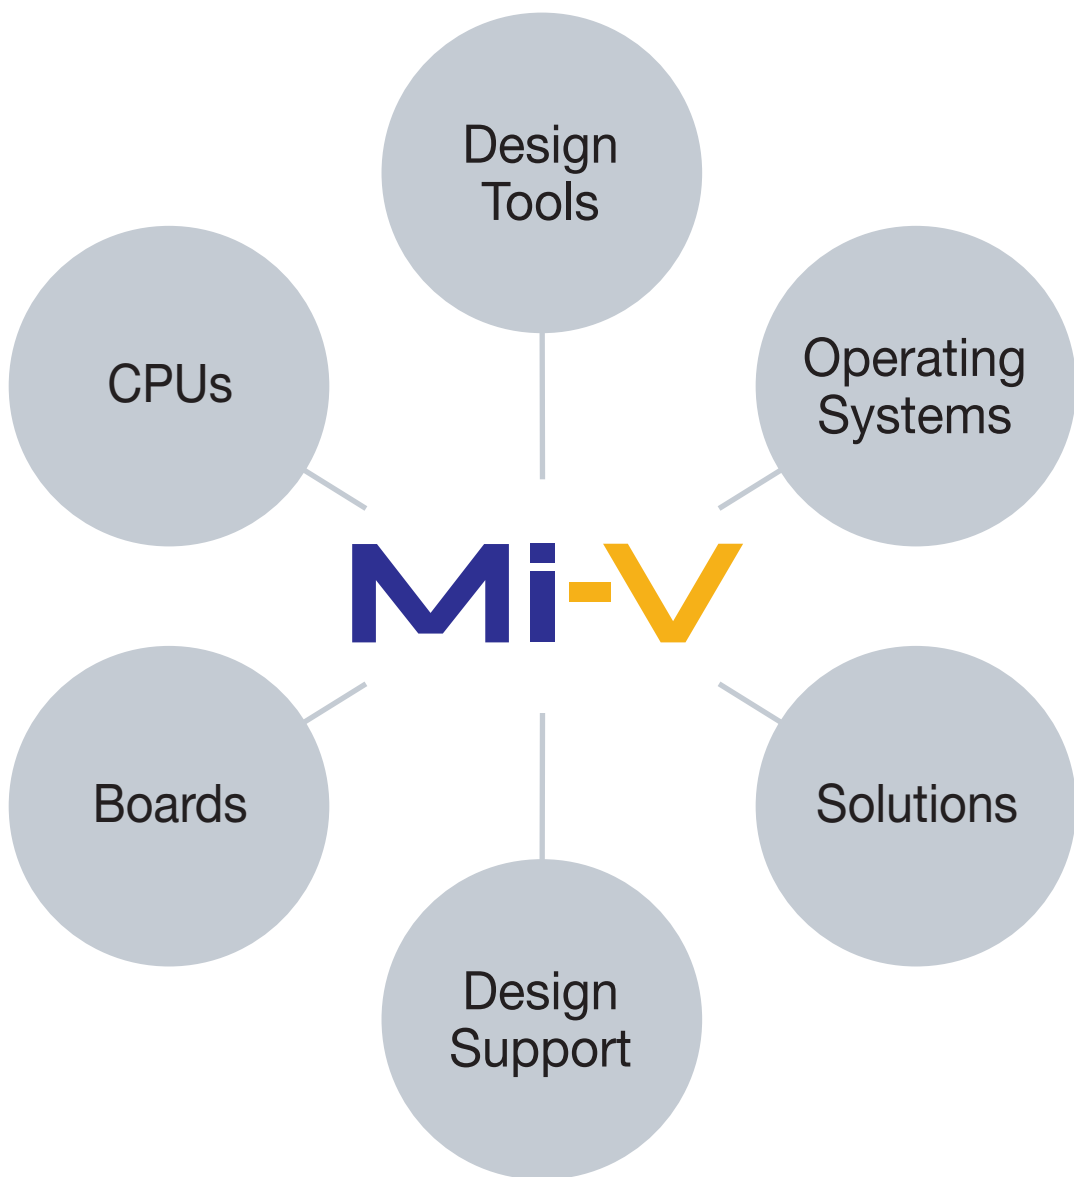 Design
Tools
CPUs
Operating
Systems
Mi-V
Boards
Solutions
Design
Support